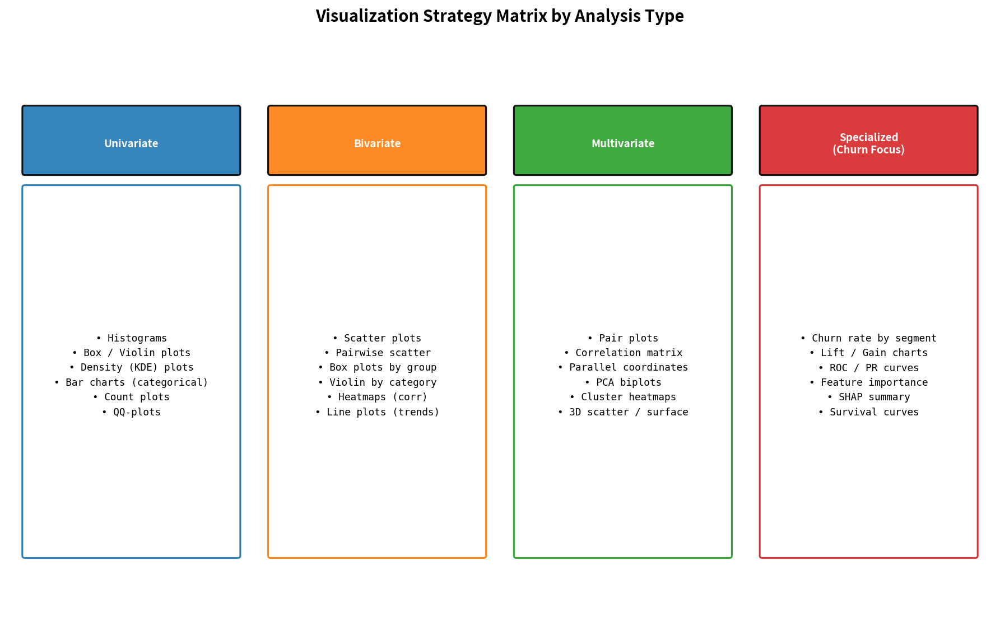 Visualization Strategy Matrix by Analysis Type
Univariate
• Histograms
• Box / Violin plots
• Density (KDE) plots
• Bar charts (categorical)
• Count plots
• QQ-plots
Bivariate
• Scatter plots
• Pairwise scatter
• Box plots by group
• Violin by category
• Heatmaps (corr)
• Line plots (trends)
Multivariate
• Pair plots
• Correlation matrix
• Parallel coordinates
• PCA biplots
• Cluster heatmaps
• 3D scatter / surface
Specialized
(Churn Focus)
• Churn rate by segment
• Lift / Gain charts
• ROC / PR curves
• Feature importance
• SHAP summary
• Survival curves